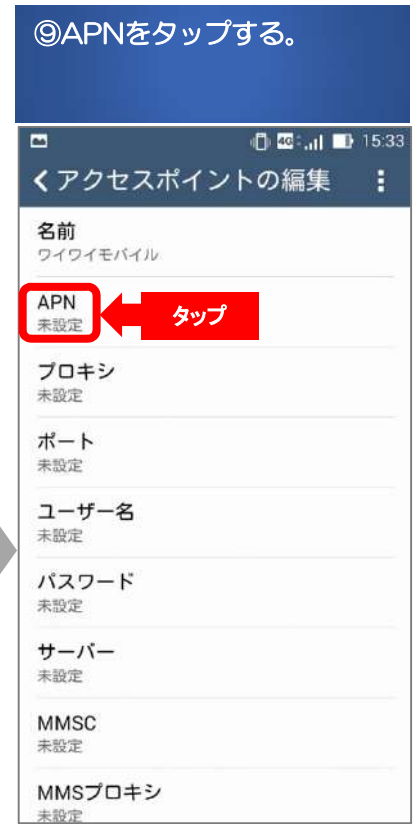 ⑨APNをタップする。
4G 15:33
アクセスポイントの編集
名前
ワイワイモバイル
APN
未設定
タップ
プロキシ
未設定
ポート
未設定
ユーザー名
未設定
パスワード
未設定
サーバー
未設定
MMSC
未設定
MMSプロキシ
未設定